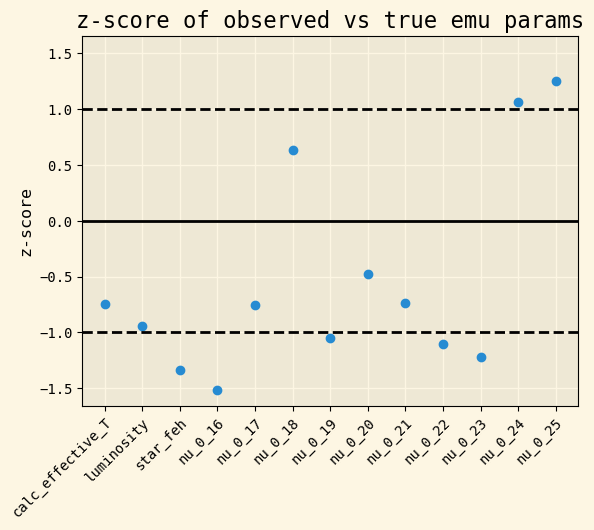 z-score of observed vs true emu params
1.5
1.0
0.5
0.0
−0.5
−1.0
−1.5
z-score
calc_effective_T
luminosity
star_feh
nu_0_16
nu_0_17
nu_0_18
nu_0_19
nu_0_20
nu_0_21
nu_0_22
nu_0_23
nu_0_24
nu_0_25